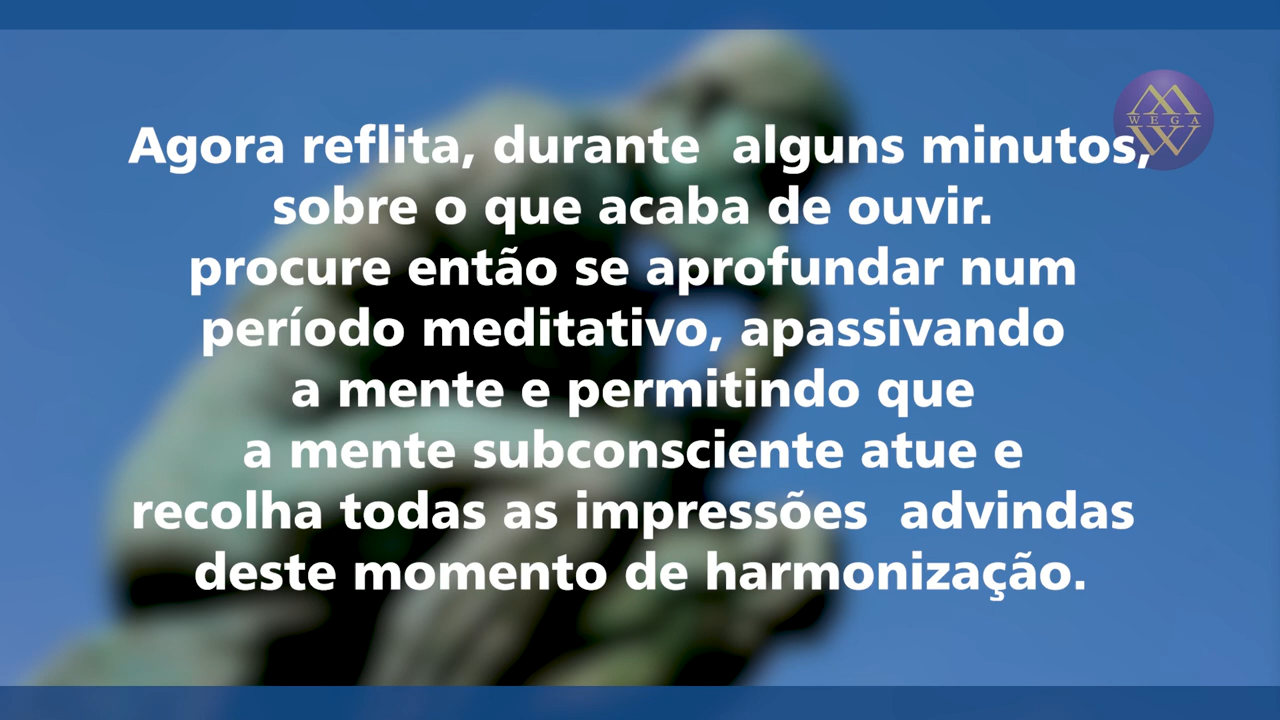 WEGA
Agora reflita, durante  alguns minutos,
sobre o que acaba de ouvir.
procure então se aprofundar num
período meditativo, apassivando
a mente e permitindo que
a mente subconsciente atue e
recolha todas as impressões  advindas
deste momento de harmonização.